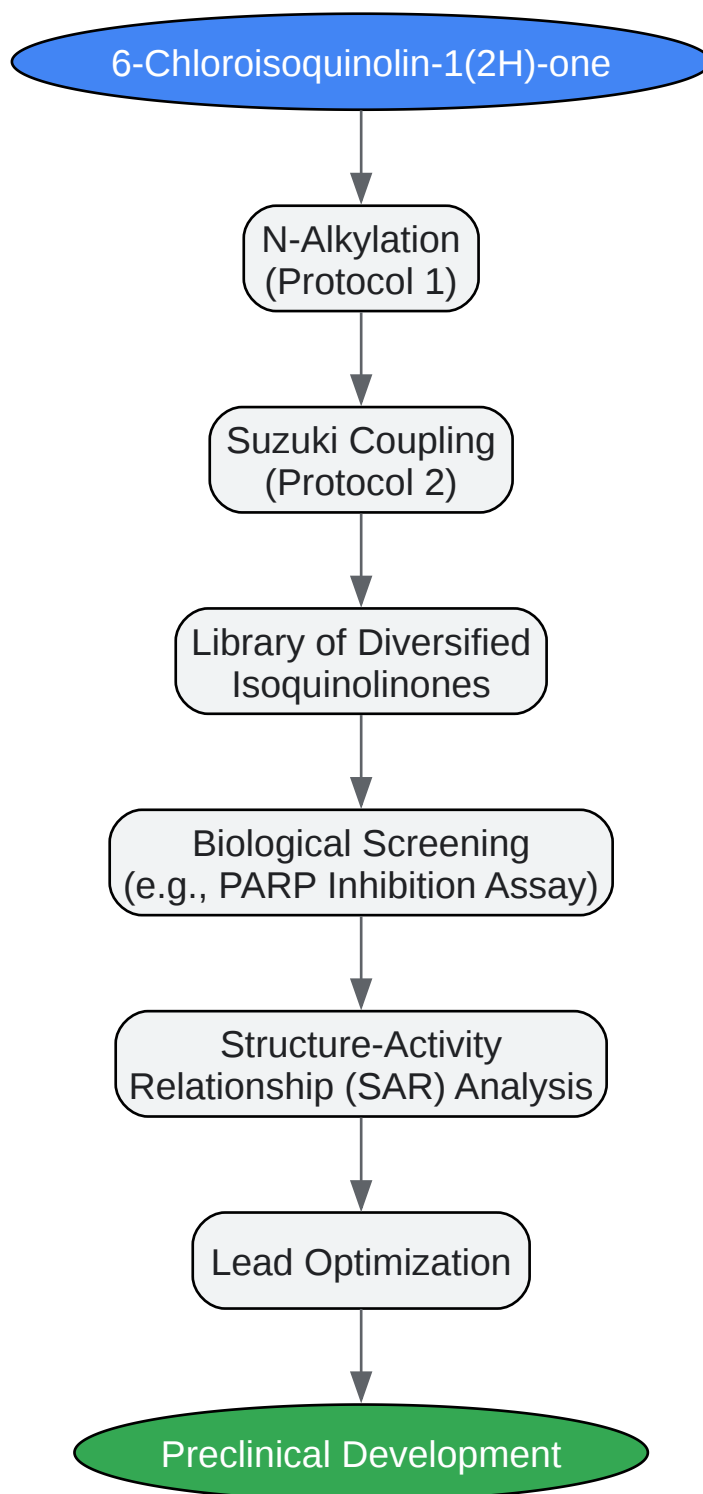 6-Chloroisoquinolin-1(2H)-one
N-Alkylation
(Protocol 1)
Suzuki Coupling
(Protocol 2)
Library of Diversified
Isoquinolinones
Biological Screening
(e.g., PARP Inhibition Assay)
Structure-Activity
Relationship (SAR) Analysis
Lead Optimization
Preclinical Development